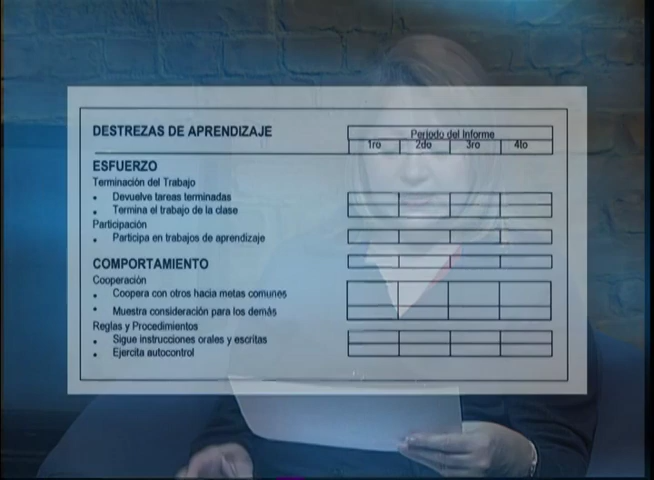 DESTREZAS DE APRENDIZAJE
Periodo del Informe
1ro 2do 3ro 4to
ESFUERZO
Terminación del Trabajo
• Devuelve tareas terminadas
• Termina el trabajo de la clase
Participación
• Participa en trabajos de aprendizaje
COMPORTAMIENTO
Cooperación
• Coopera con otros hacia metas comunes
• Muestra consideración para los demás
Reglas y Procedimientos
• Sigue instrucciones orales y escritas
• Ejercita autocontrol